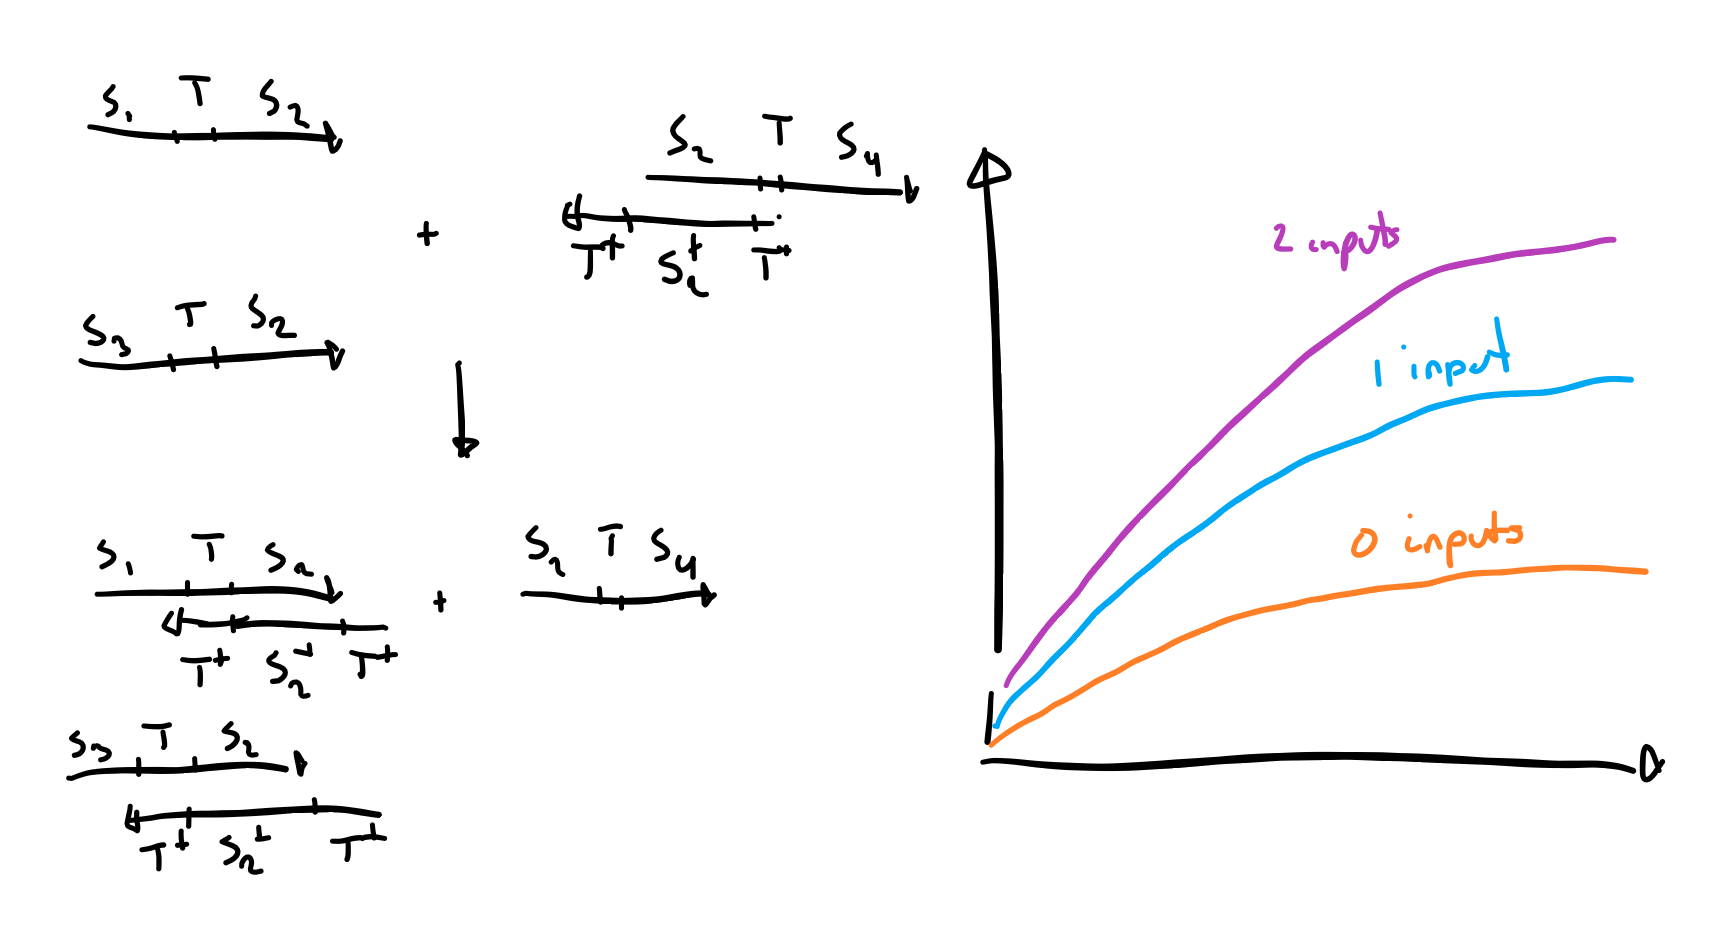 S₁ T S₂
+
S₂ T S₄
T⁺ S₂⁺ T⁺
S₃ T S₂
S₁ T S₂
T⁺ S₂⁺ T⁺
+
S₂ T S₄
S₃ T S₂
T⁺ S₂⁺ T⁺
2 inputs
1 input
0 inputs